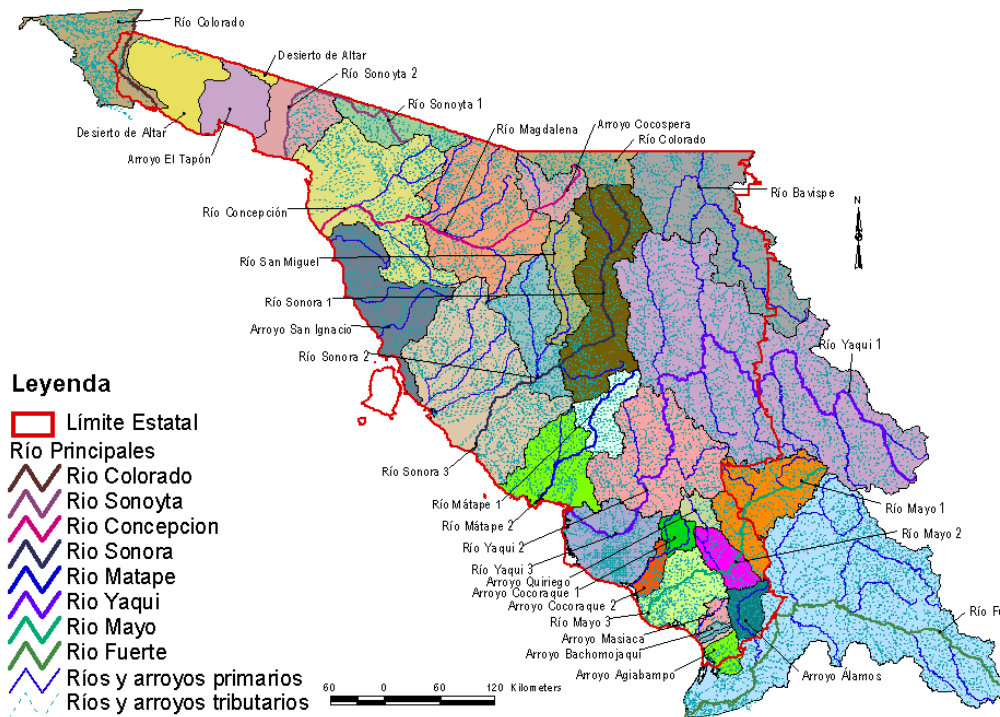 Río Colorado
Desierto de Altar
Río Sonoyta 2
Río Sonoyta 1
Río Magdalena
Arroyo Cocospera
Río Colorado
Desierto de Altar
Arroyo El Tapón
Río Bavispe
Río Concepción
N
Río San Miguel
Río Sonora 1
Arroyo San Ignacio
Río Yaqui 1
Río Sonora 2
Leyenda
Límite Estatal
Río Principales
Rio Colorado
Rio Sonoyta
Rio Concepcion
Rio Sonora
Rio Matape
Rio Yaqui
Rio Mayo
Rio Fuerte
Ríos y arroyos primarios
Ríos y arroyos tributarios
Río Sonora 3
Río Mátape 1
Río Mátape 2
Río Mayo 1
Río Mayo 2
Río Yaqui 2
Río Yaqui 3
Arroyo Quiriego
Arroyo Cocoraque 1
Arroyo Cocoraque 2
Río Mayo 3
Río Fu
Arroyo Masiaca
Arroyo Bachomojaqui
Arroyo Agiabampo
Arroyo Álamos
60 0 60 120 Kilometers